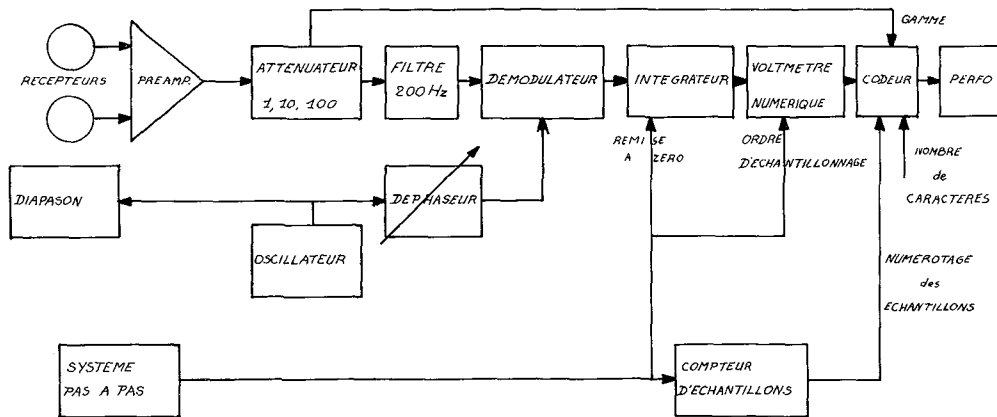 GAMME
RECEPTEURS
PREAMP.
ATTENUATEUR
1, 10, 100
FILTRE
200 Hz
DEMODULATEUR
INTEGRATEUR
VOLTMETRE
NUMERIQUE
CODEUR
PERFO
REMISE
A ZERO
ORDRE
D'ECHANTILLONNAGE
NOMBRE
de
CARACTERES
DIAPASON
DEPHASEUR
OSCILLATEUR
NUMEROTAGE
des
ECHANTILLONS
SYSTEME
PAS A PAS
COMPTEUR
D'ECHANTILLONS